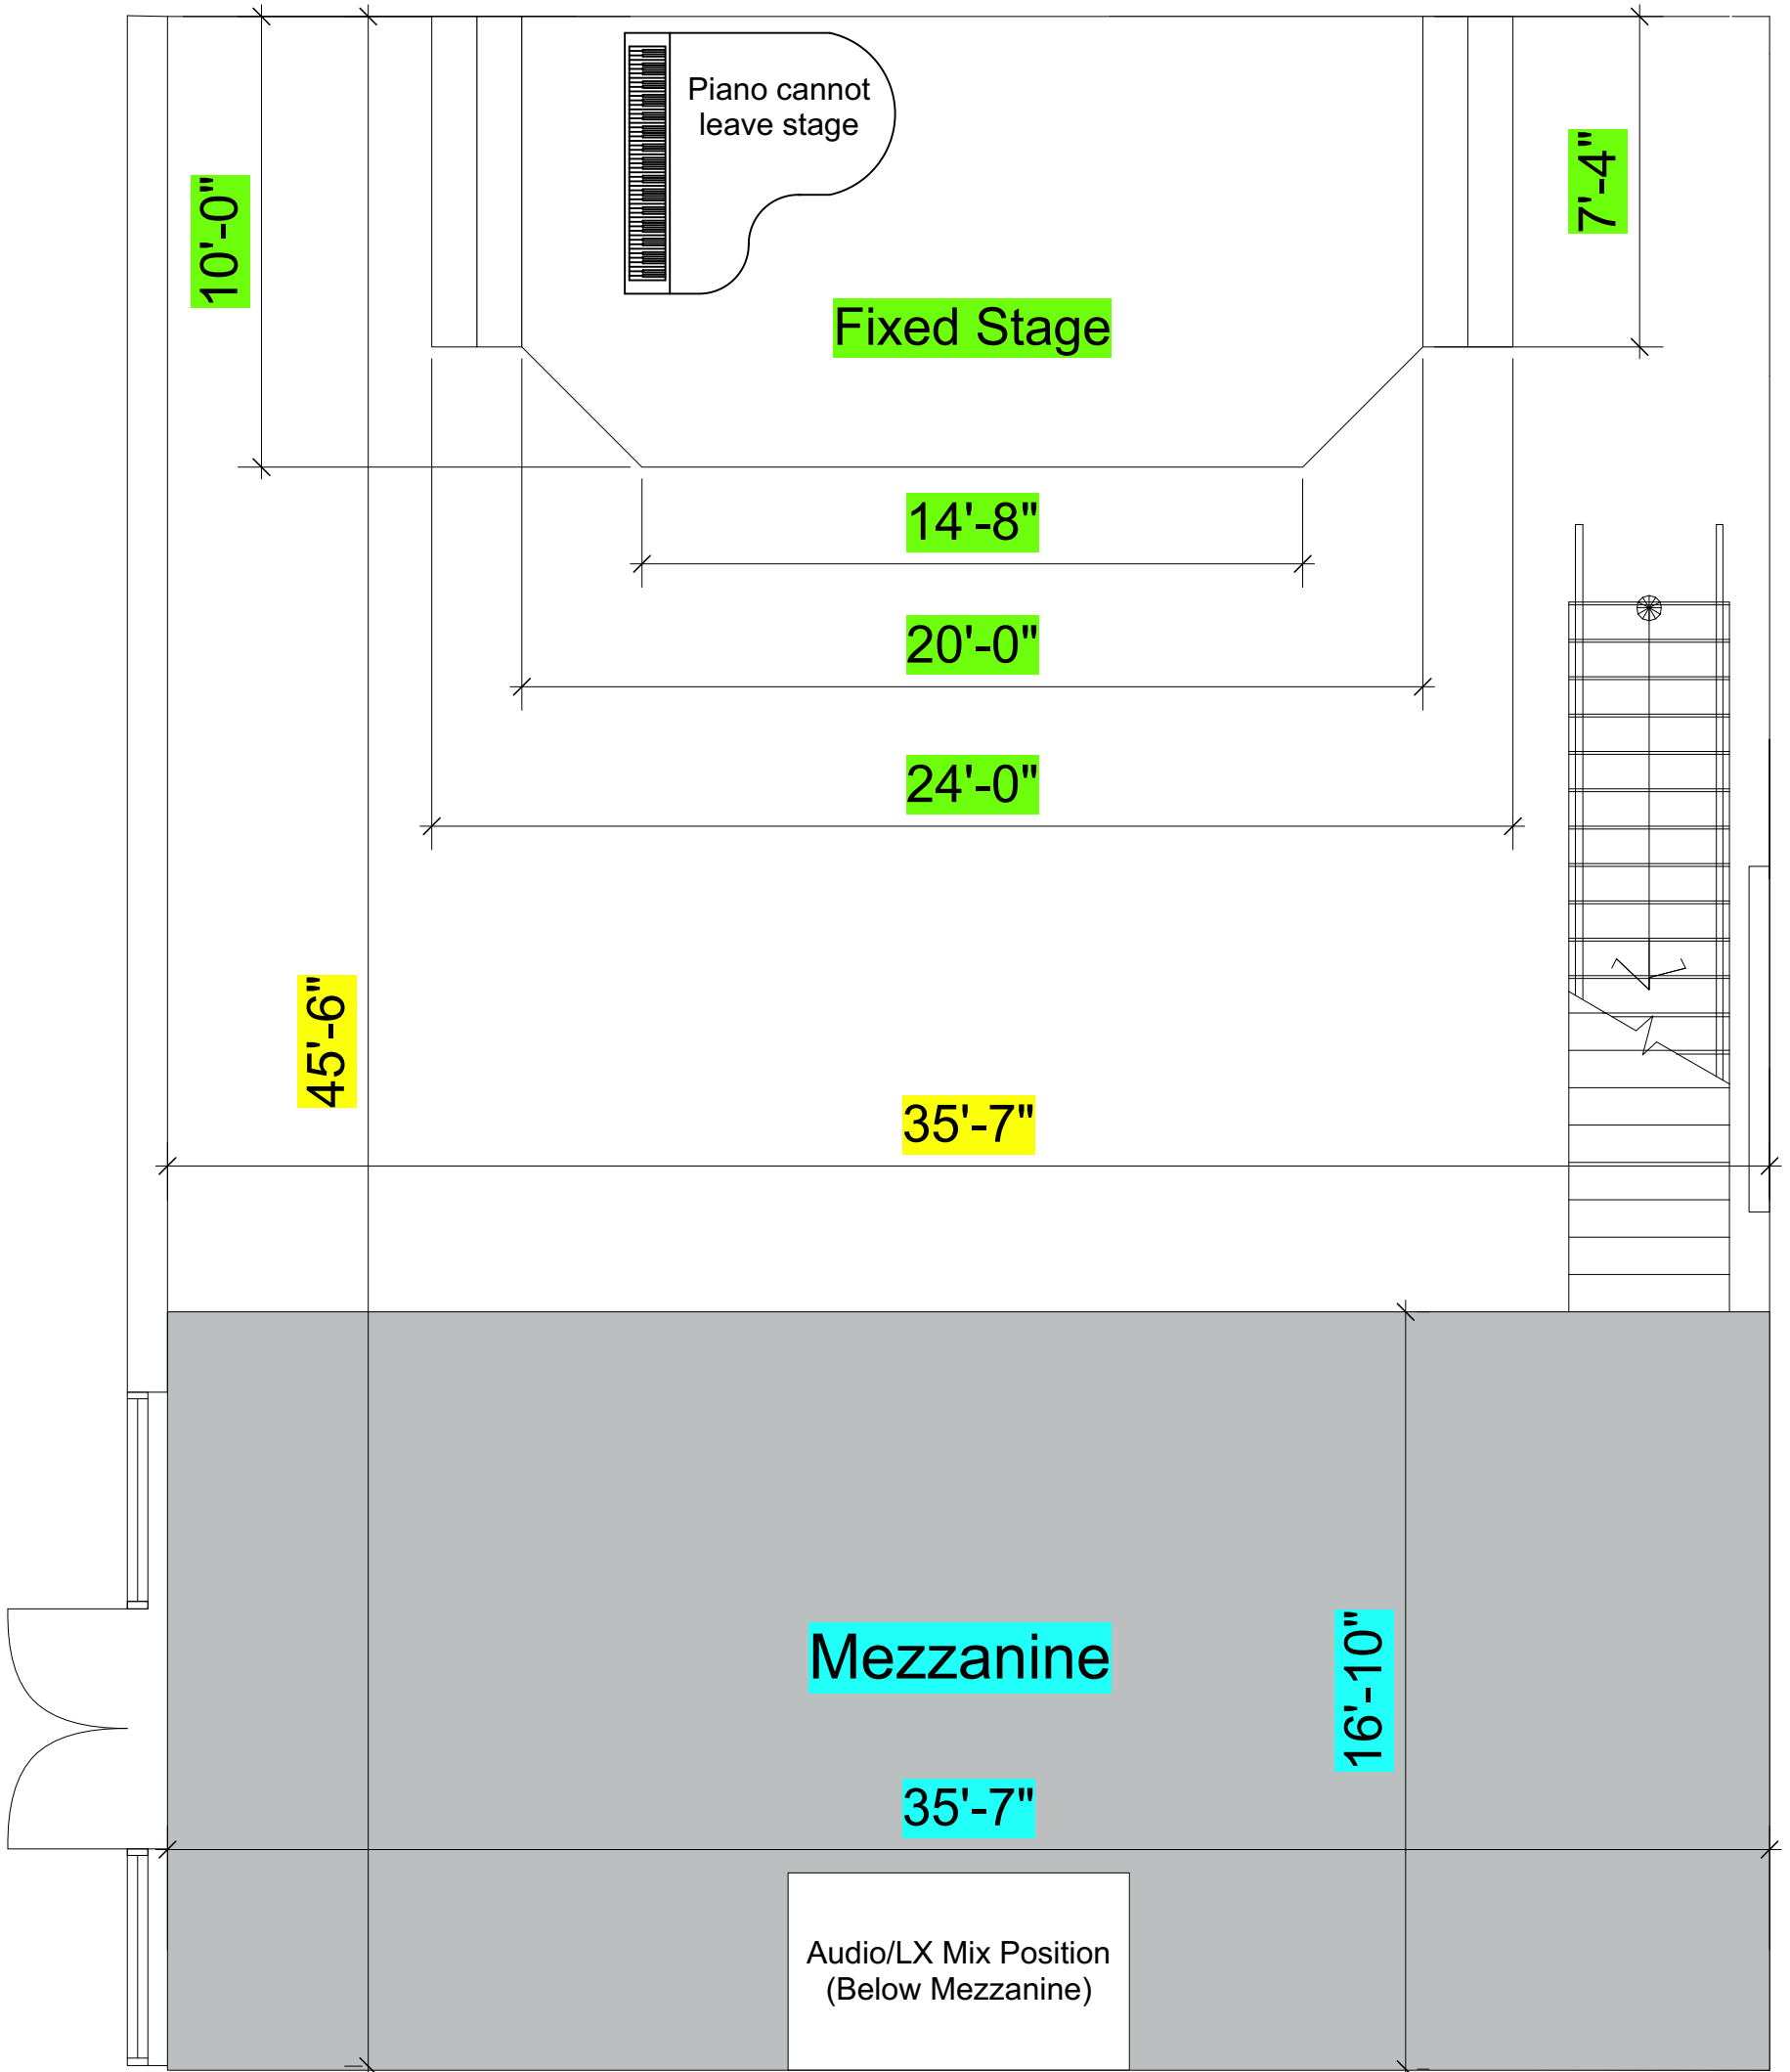 Piano cannot
leave stage
10'-0"
7'-4"
Fixed Stage
14'-8"
20'-0"
24'-0"
45'-6"
35'-7"
Mezzanine
16'-10"
35'-7"
Audio/LX Mix Position
(Below Mezzanine)